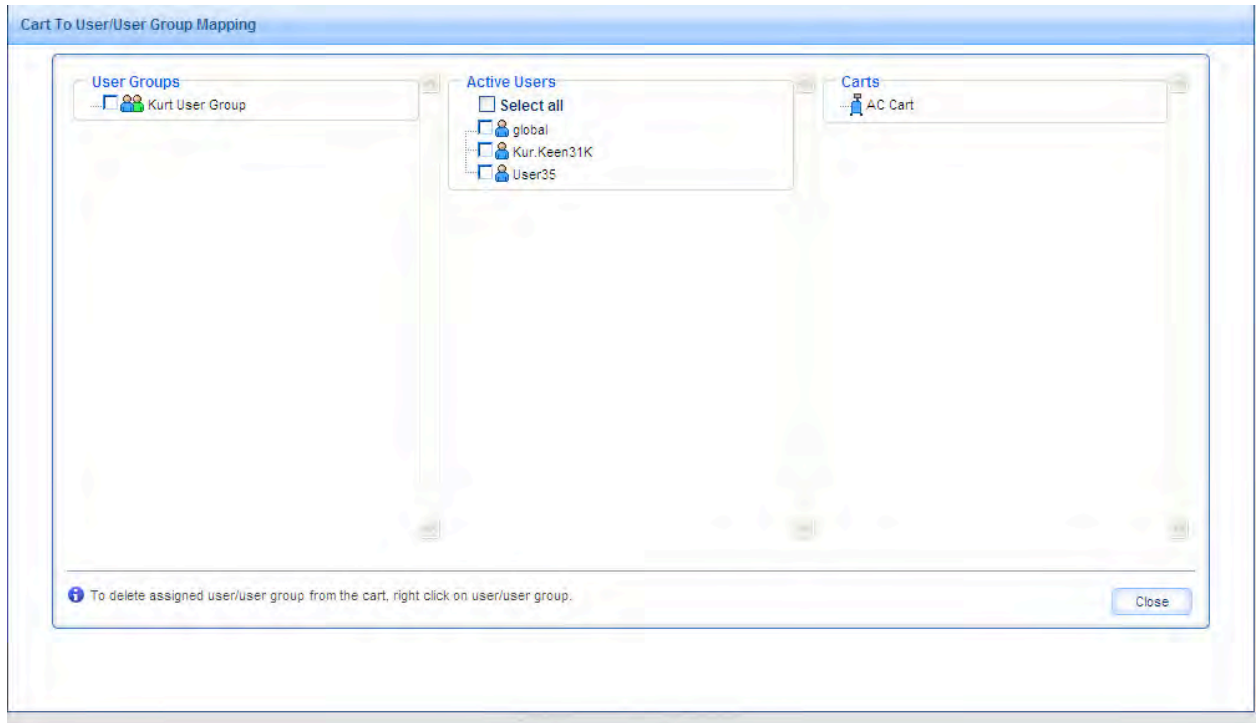 Cart To User/User Group Mapping
User Groups
Kurt User Group
Active Users
Select all
global
Kur.Keen31K
User35
Carts
AC Cart
To delete assigned user/user group from the cart, right click on user/user group.
Close